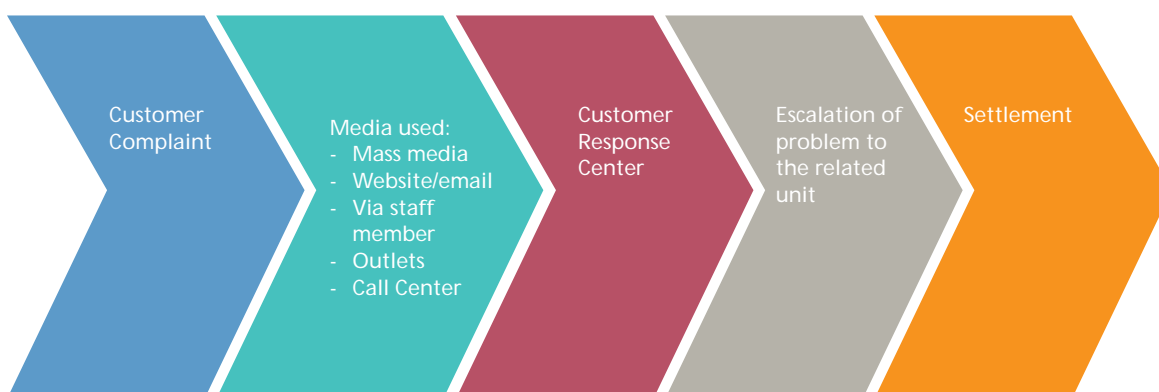 Customer
Complaint
Media used:
- Mass media
- Website/email
- Via staff
member
- Outlets
- Call Center
Customer
Response
Center
Escalation of
problem to
the related
unit
Settlement